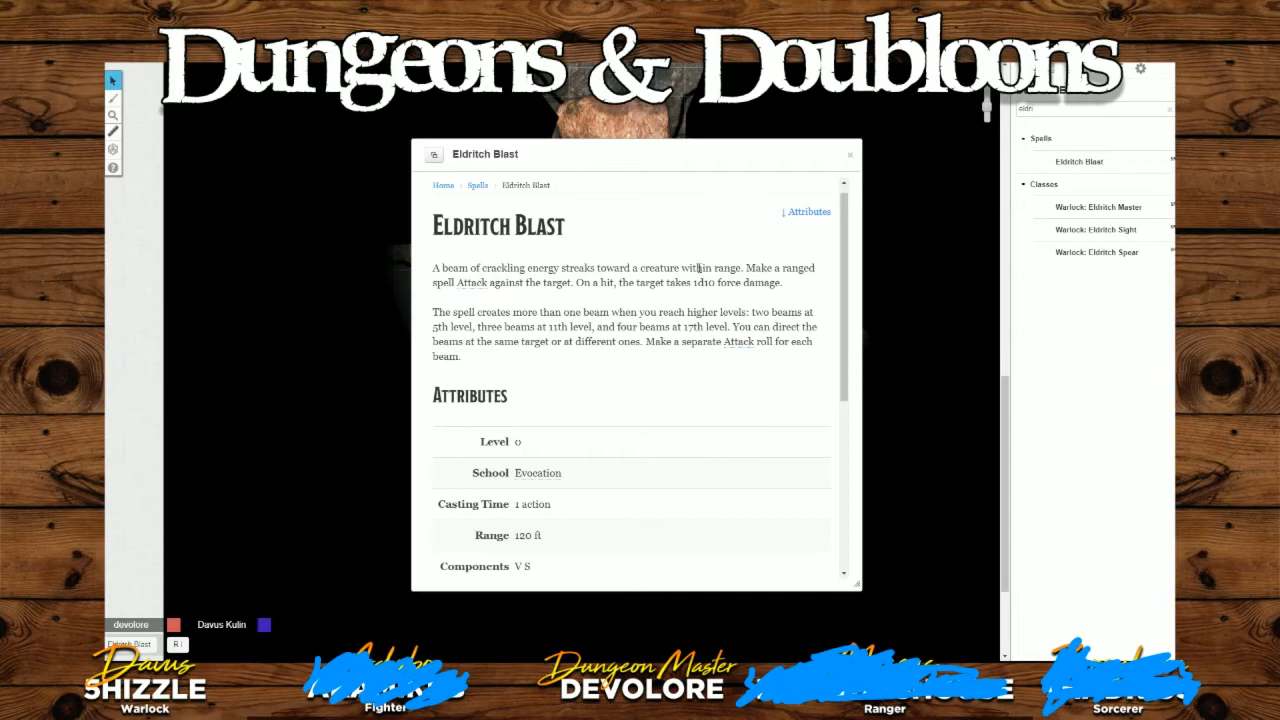 Dungeons & Doubloons
eldri
Spells
Eldritch Blast
Classes
Warlock: Eldritch Master
Warlock: Eldritch Sight
Warlock: Eldritch Spear
Eldritch Blast
Home › Spells › Eldritch Blast
↓ Attributes
ELDRITCH BLAST
A beam of crackling energy streaks toward a creature within range. Make a ranged
spell Attack against the target. On a hit, the target takes 1d10 force damage.
The spell creates more than one beam when you reach higher levels: two beams at
5th level, three beams at 11th level, and four beams at 17th level. You can direct the
beams at the same target or at different ones. Make a separate Attack roll for each
beam.
ATTRIBUTES
Level 0
School Evocation
Casting Time 1 action
Range 120 ft
Components V S
devolore
Davus Kulin
Eldritch Blast
Davus
SHIZZLE
Warlock
Fighter
Dungeon Master
DEVOLORE
Ranger
Sorcerer